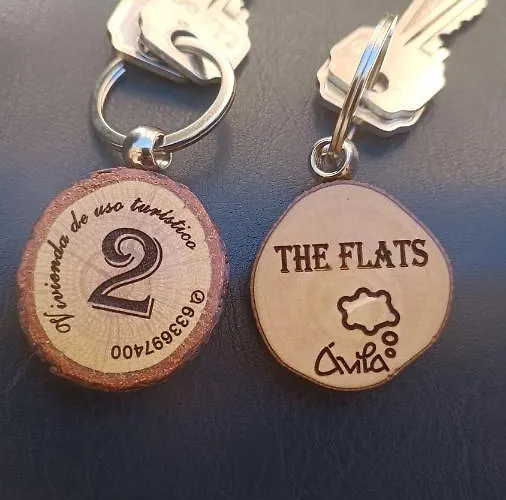 Vivienda de uso turístico
2
@633697400
THE FLATS
Ávila